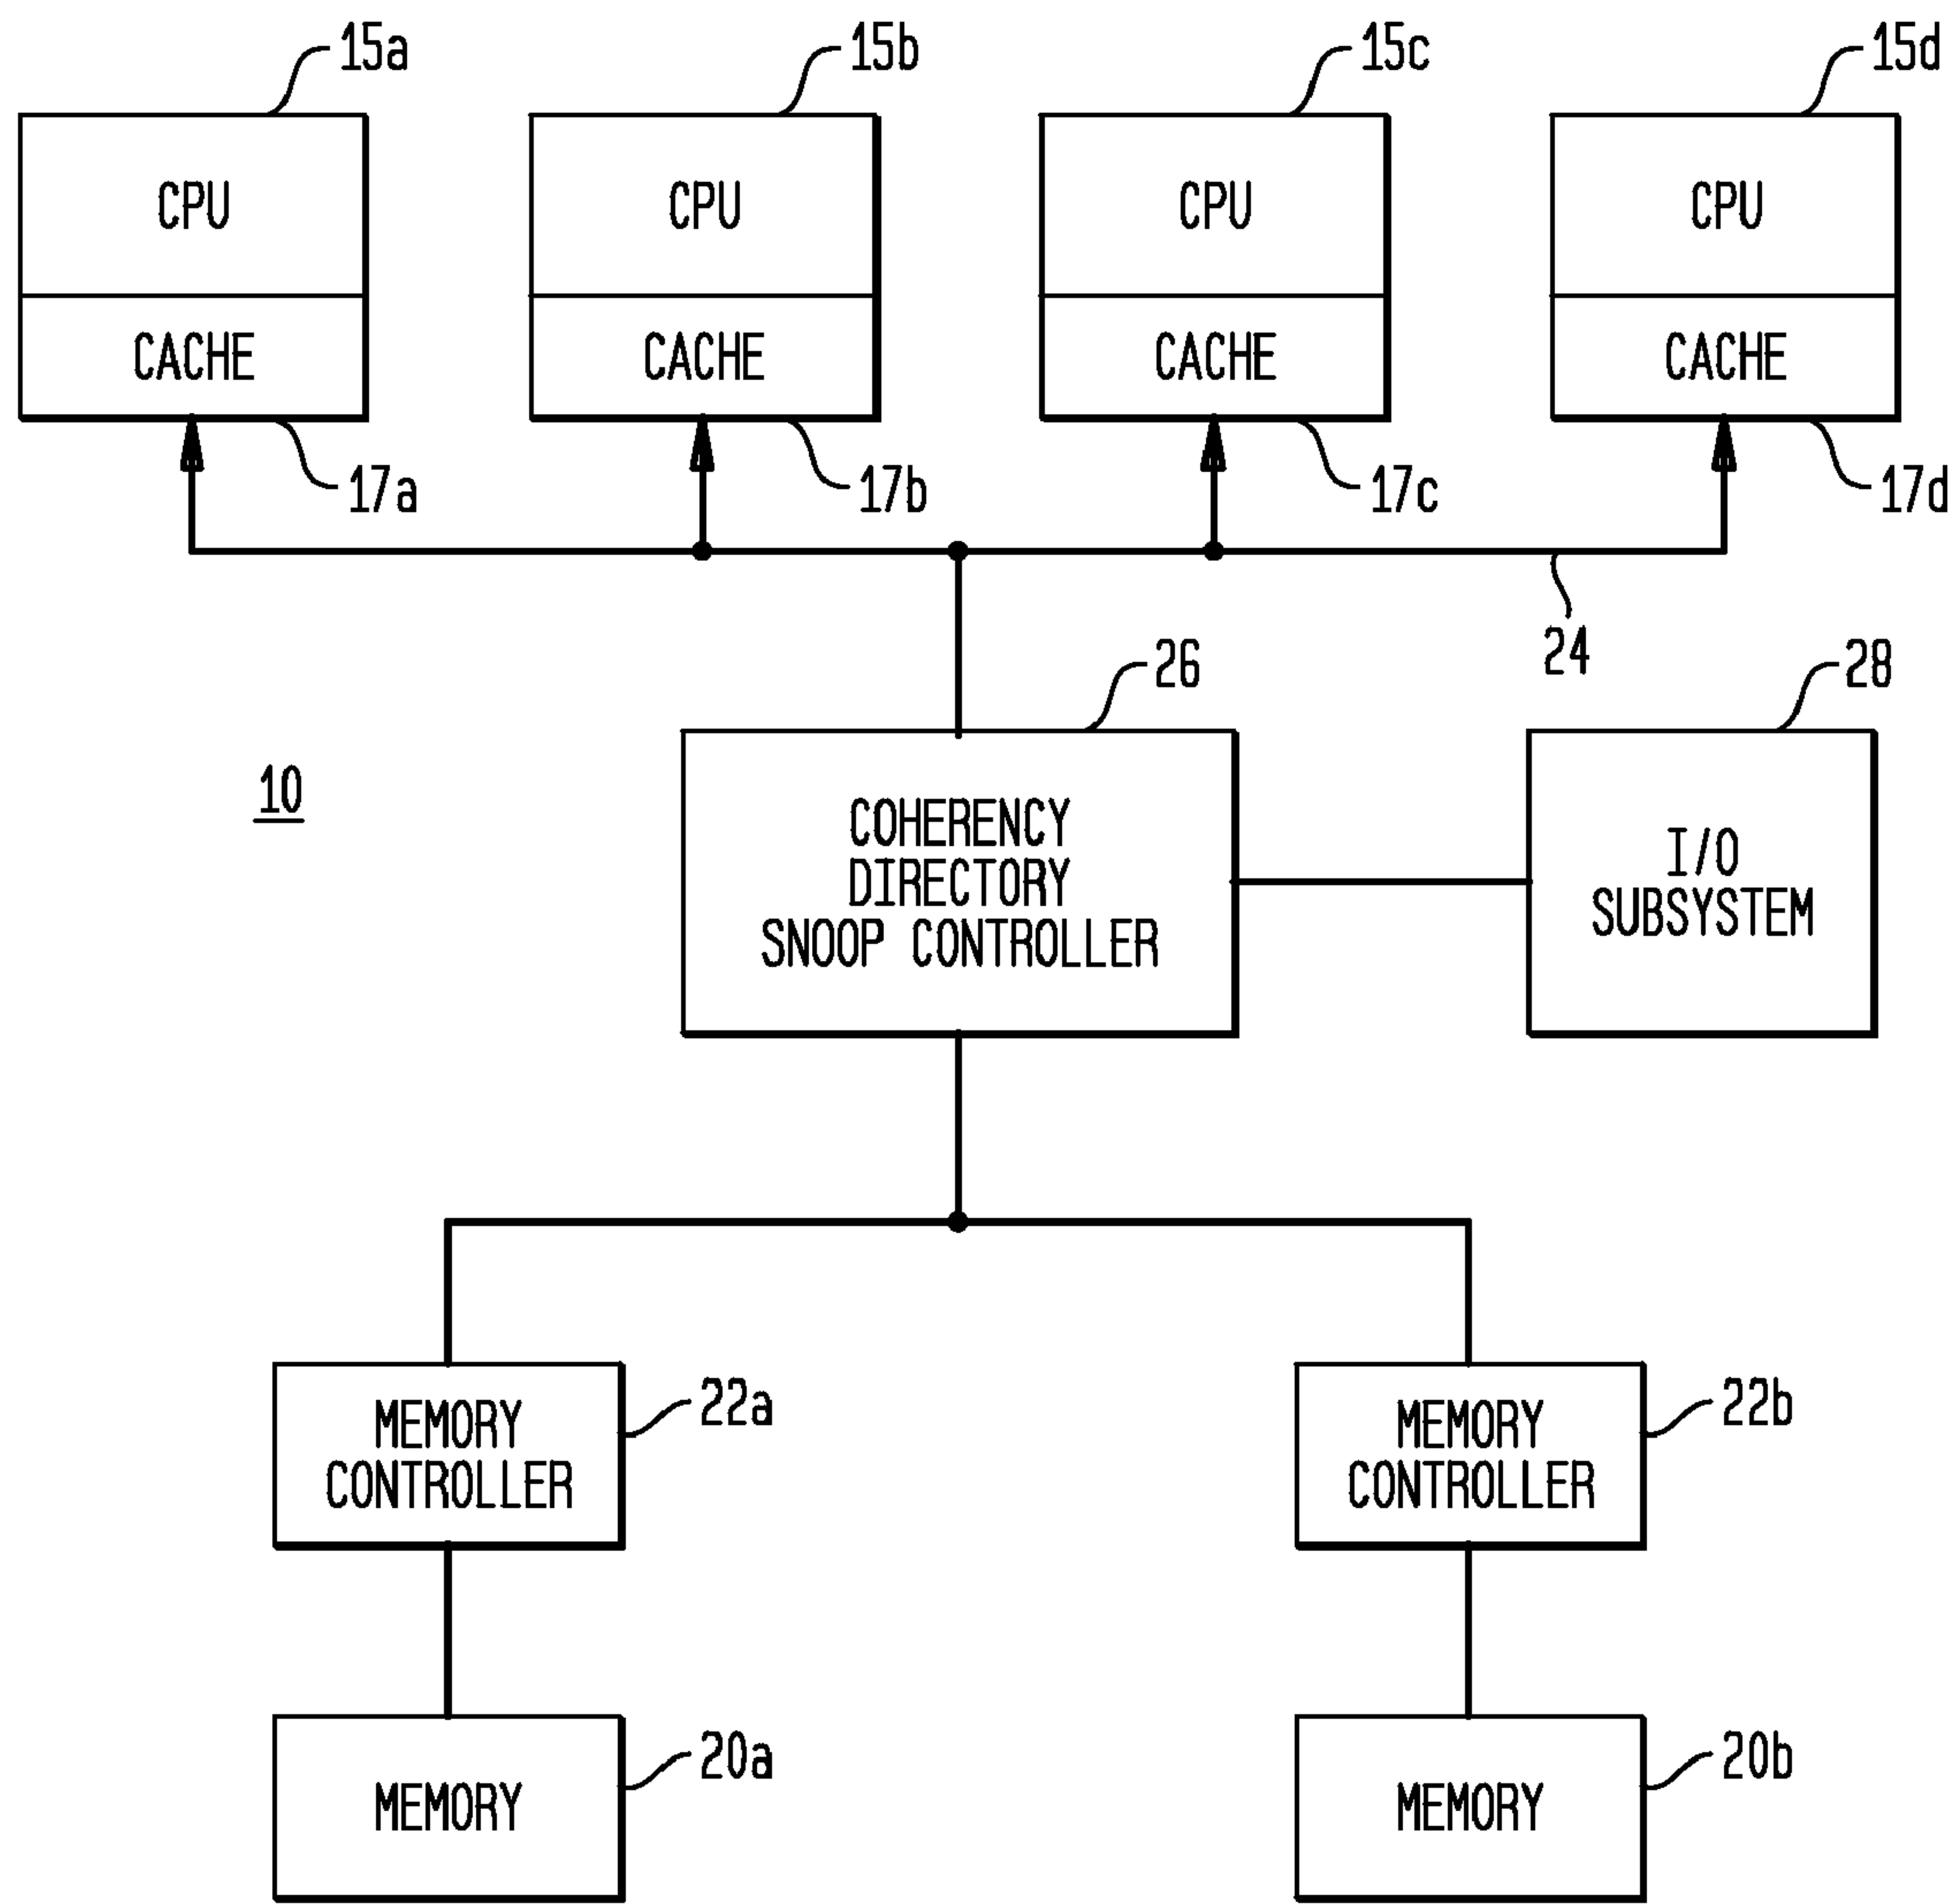 15a
15b
15c
15d
CPU
CPU
CPU
CPU
CACHE
CACHE
CACHE
CACHE
17a
17b
17c
17d
24
26
28
10
COHERENCY
DIRECTORY
SNOOP CONTROLLER
I/O
SUBSYSTEM
22a
22b
MEMORY
CONTROLLER
MEMORY
CONTROLLER
20a
20b
MEMORY
MEMORY